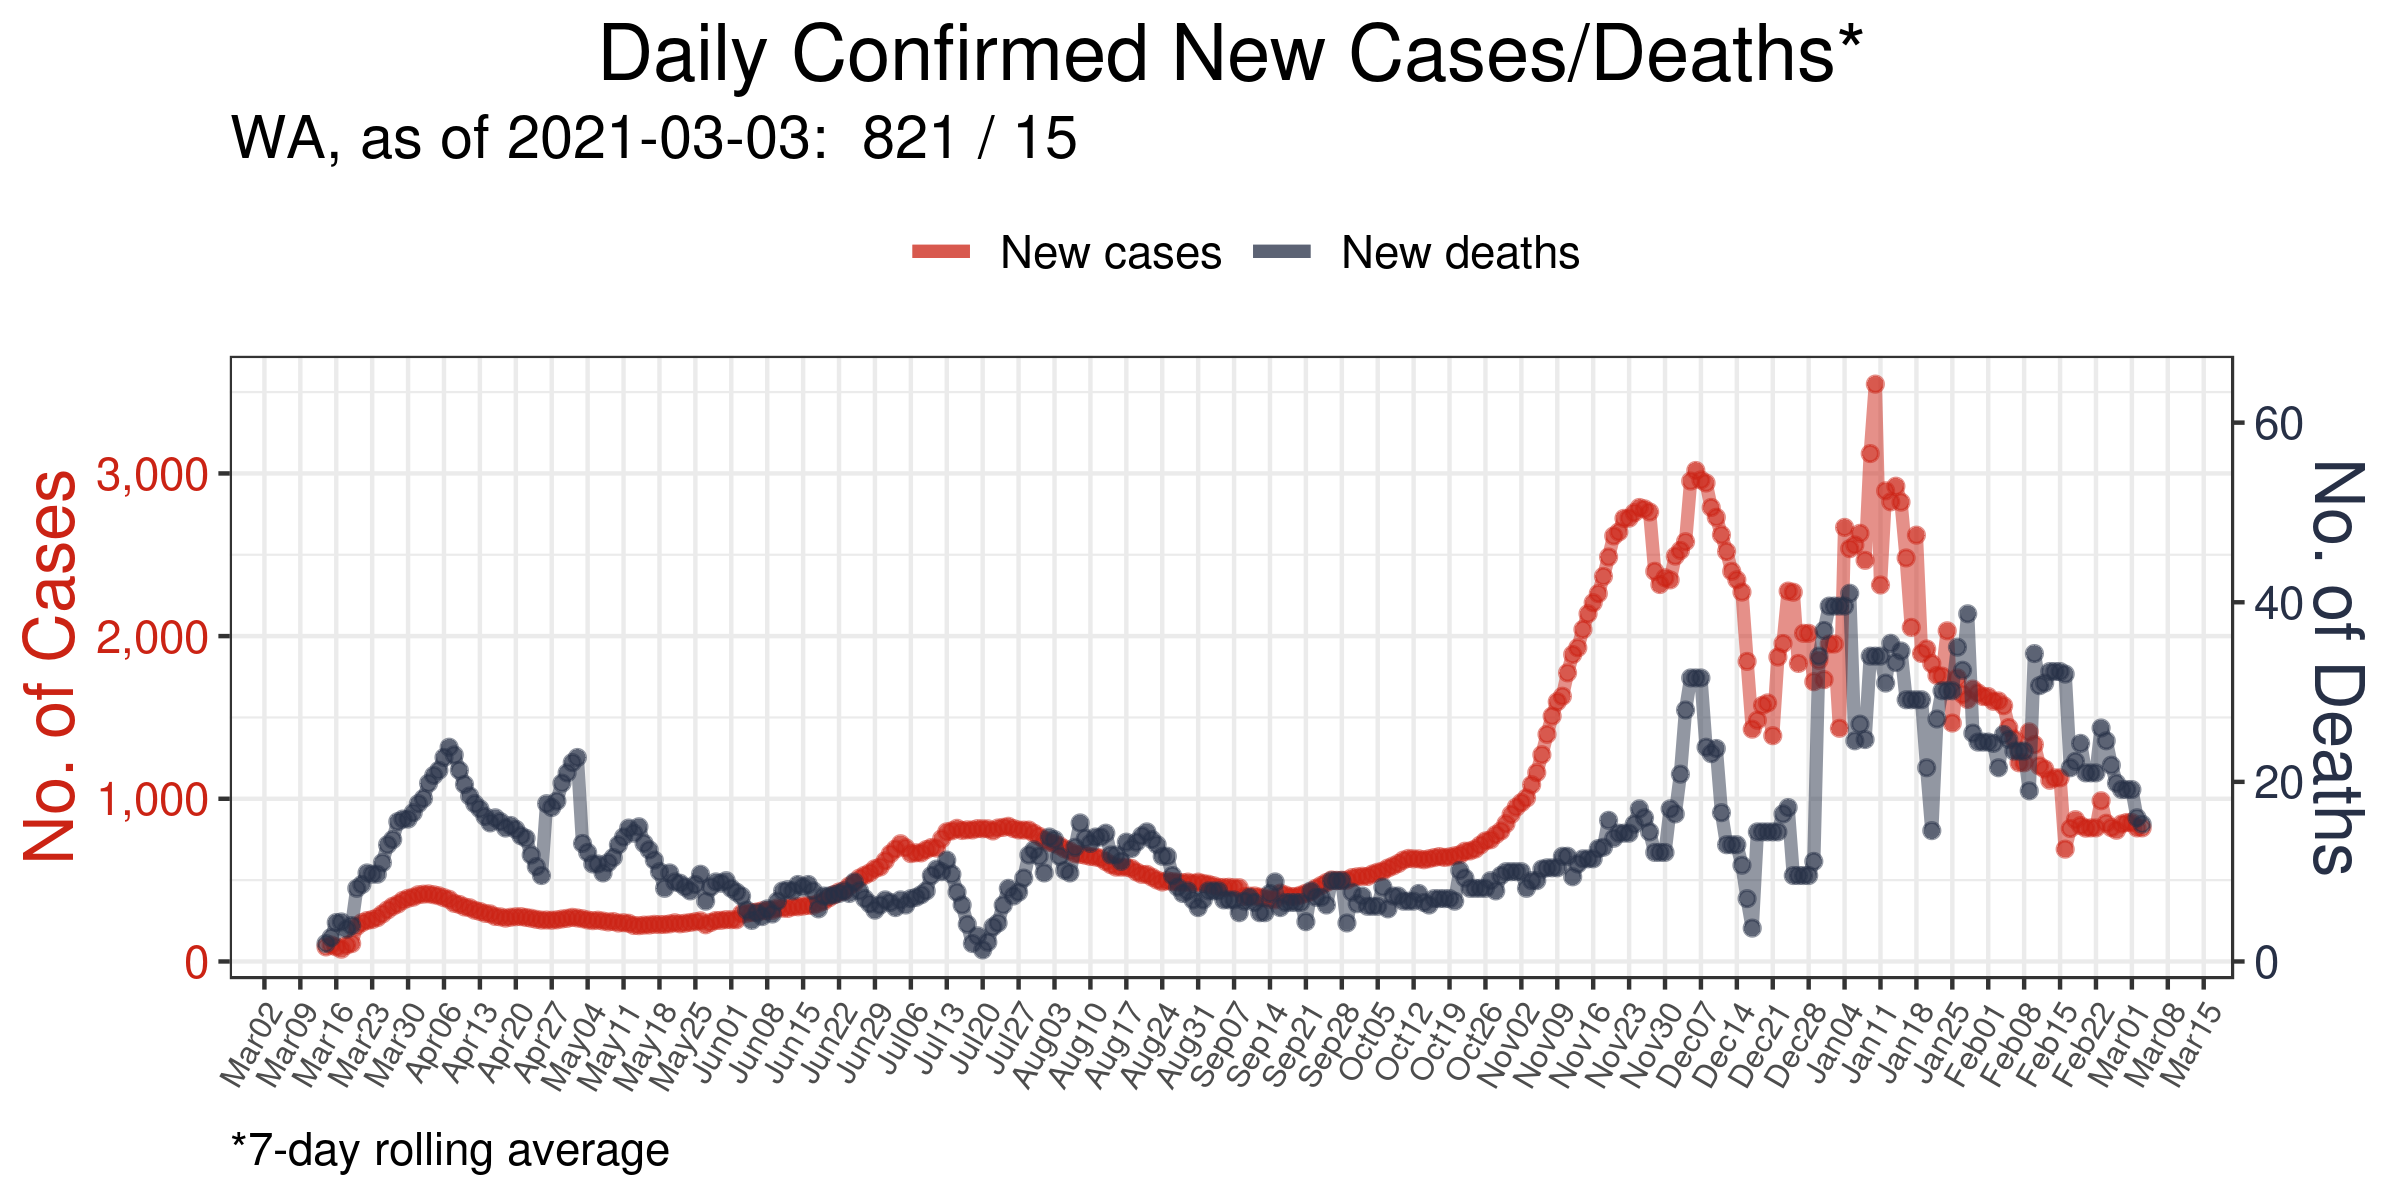 Daily Confirmed New Cases/Deaths*
WA, as of 2021-03-03:  821 / 15
New cases
New deaths
No. of Cases
3,000
2,000
1,000
0
60
40
20
0
No. of Deaths
Mar02
Mar09
Mar16
Mar23
Mar30
Apr06
Apr13
Apr20
Apr27
May04
May11
May18
May25
Jun01
Jun08
Jun15
Jun22
Jun29
Jul06
Jul13
Jul20
Jul27
Aug03
Aug10
Aug17
Aug24
Aug31
Sep07
Sep14
Sep21
Sep28
Oct05
Oct12
Oct19
Oct26
Nov02
Nov09
Nov16
Nov23
Nov30
Dec07
Dec14
Dec21
Dec28
Jan04
Jan11
Jan18
Jan25
Feb01
Feb08
Feb15
Feb22
Mar01
Mar08
Mar15
*7-day rolling average